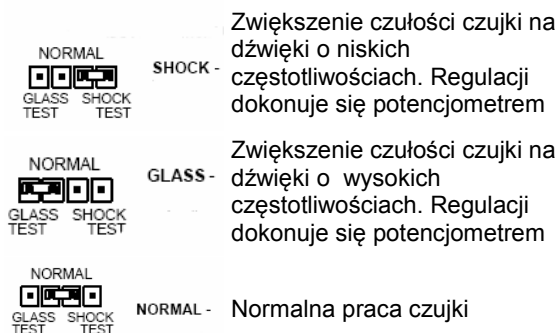 NORMAL
GLASS SHOCK
TEST TEST
SHOCK -
Zwiększenie czułości czujki na
dźwięki o niskich
częstotliwościach. Regulacji
dokonuje się potencjometrem
NORMAL
GLASS SHOCK
TEST TEST
GLASS -
Zwiększenie czułości czujki na
dźwięki o wysokich
częstotliwościach. Regulacji
dokonuje się potencjometrem
NORMAL
GLASS SHOCK
TEST TEST
NORMAL - Normalna praca czujki